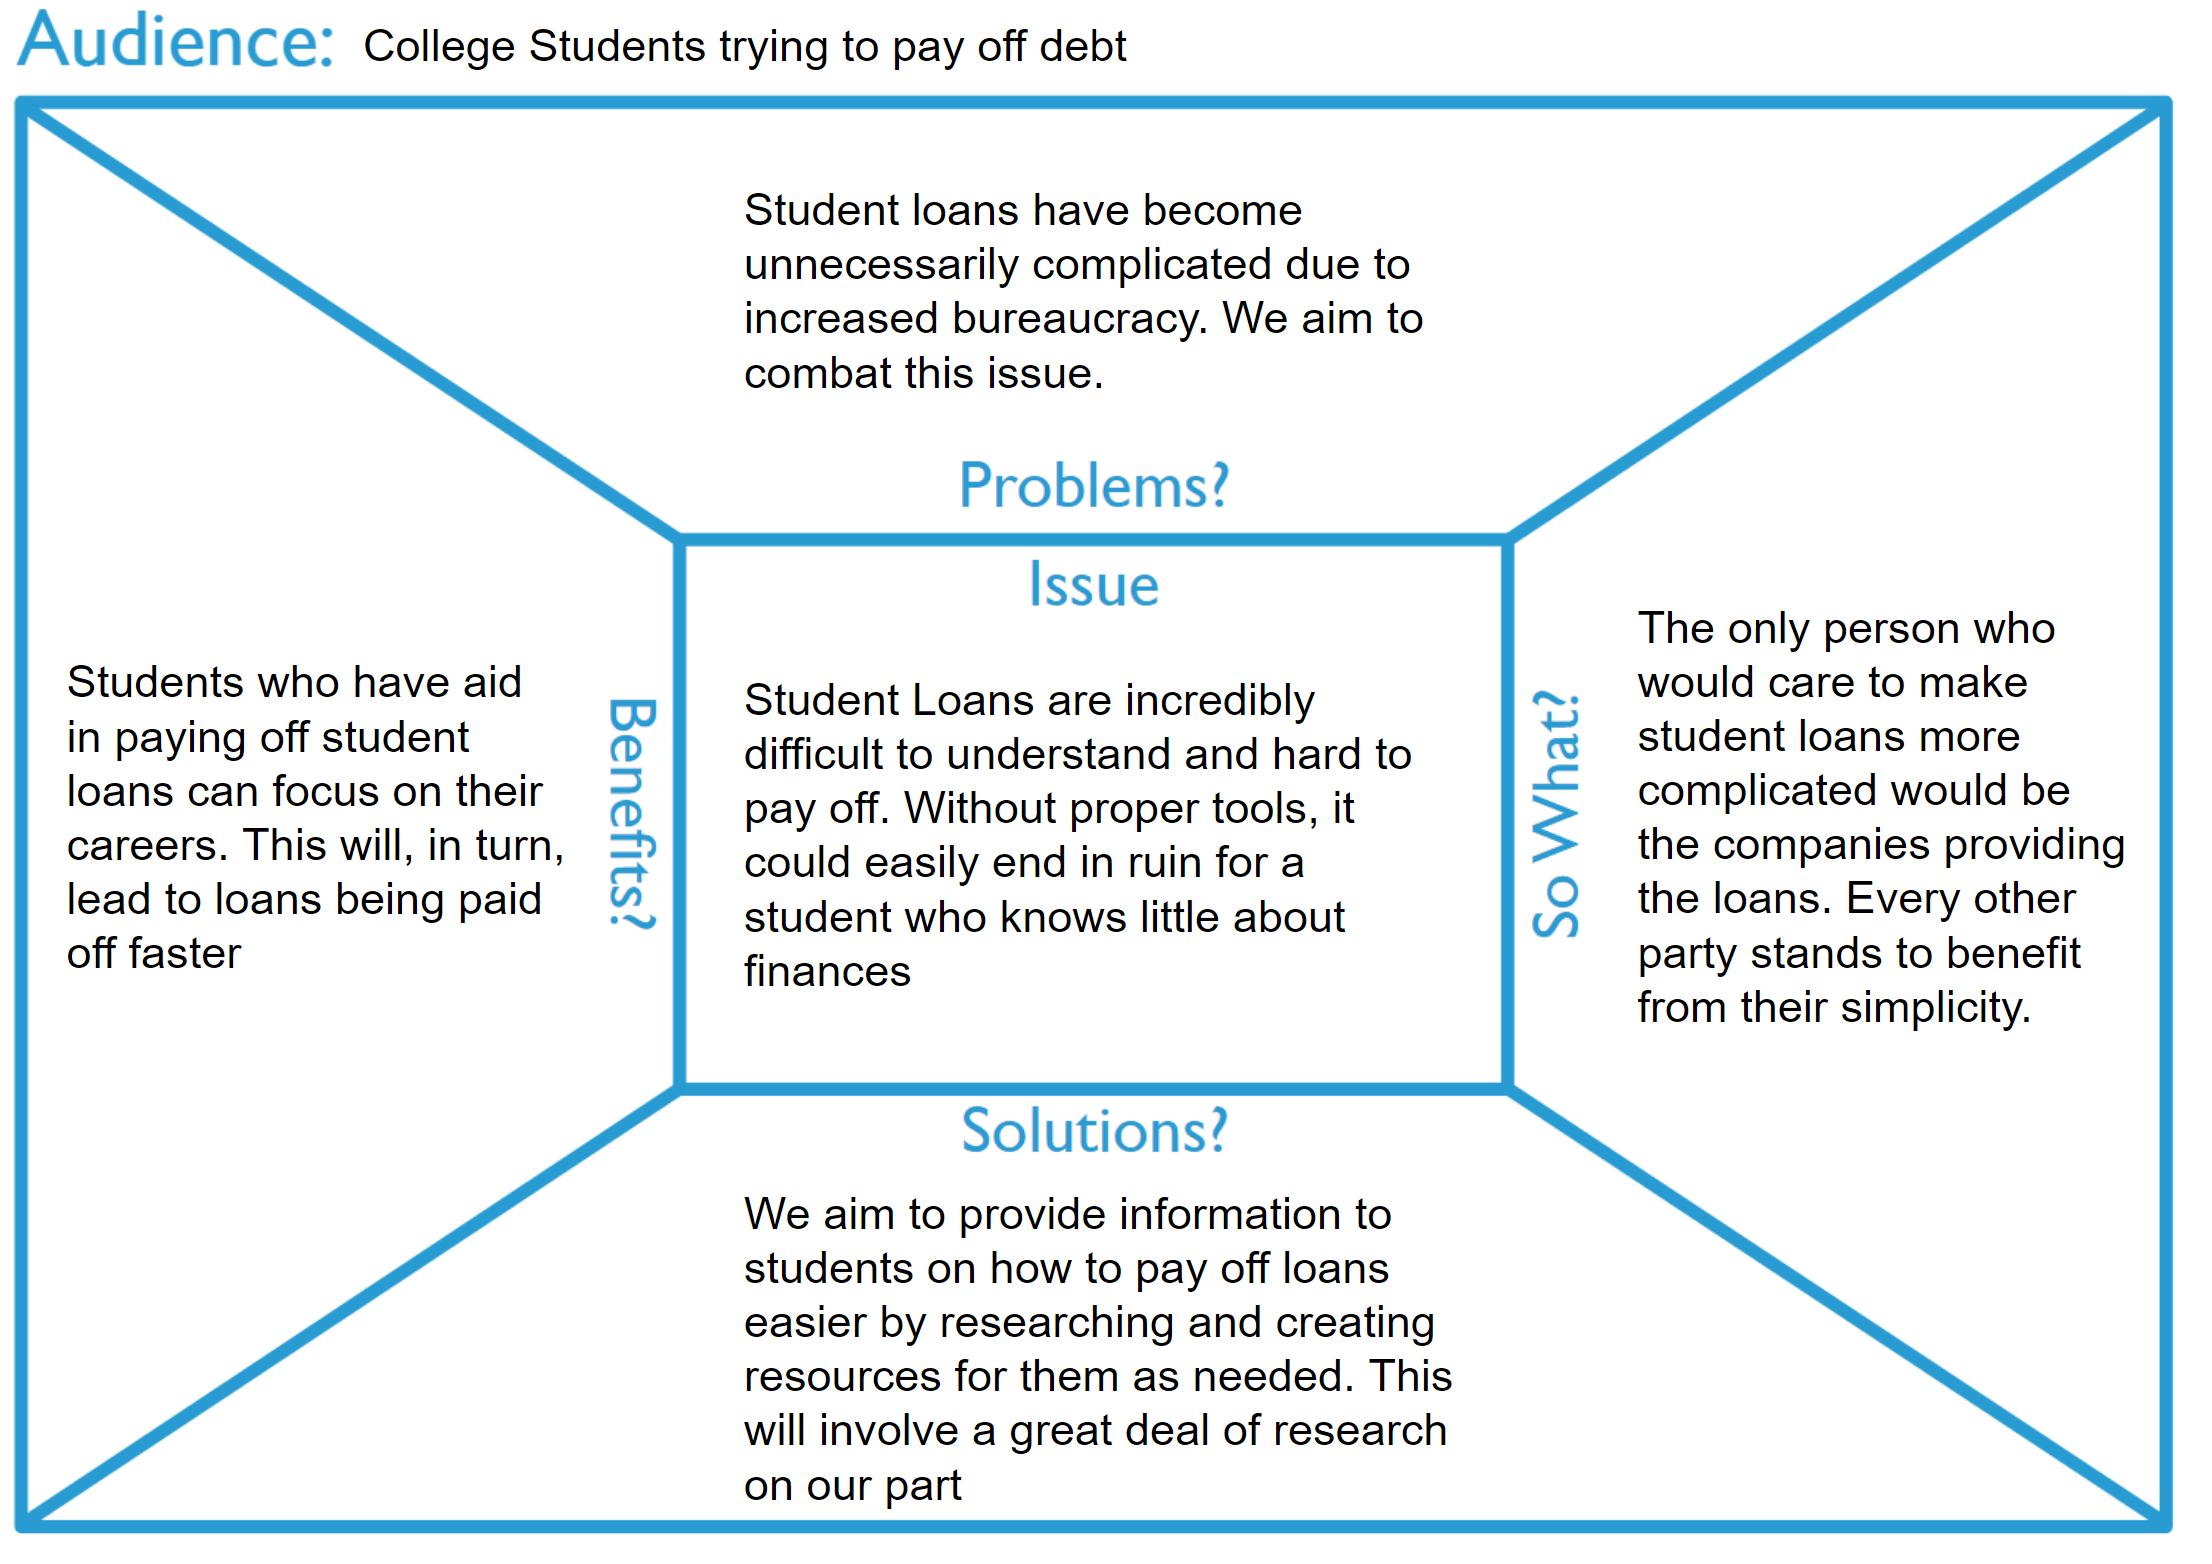 Audience: College Students trying to pay off debt
Student loans have become
unnecessarily complicated due to
increased bureaucracy. We aim to
combat this issue.
Problems?
Students who have aid
in paying off student
loans can focus on their
careers. This will, in turn,
lead to loans being paid
off faster
Benefits?
Issue
Student Loans are incredibly
difficult to understand and hard to
pay off. Without proper tools, it
could easily end in ruin for a
student who knows little about
finances
So What?
The only person who
would care to make
student loans more
complicated would be
the companies providing
the loans. Every other
party stands to benefit
from their simplicity.
Solutions?
We aim to provide information to
students on how to pay off loans
easier by researching and creating
resources for them as needed. This
will involve a great deal of research
on our part